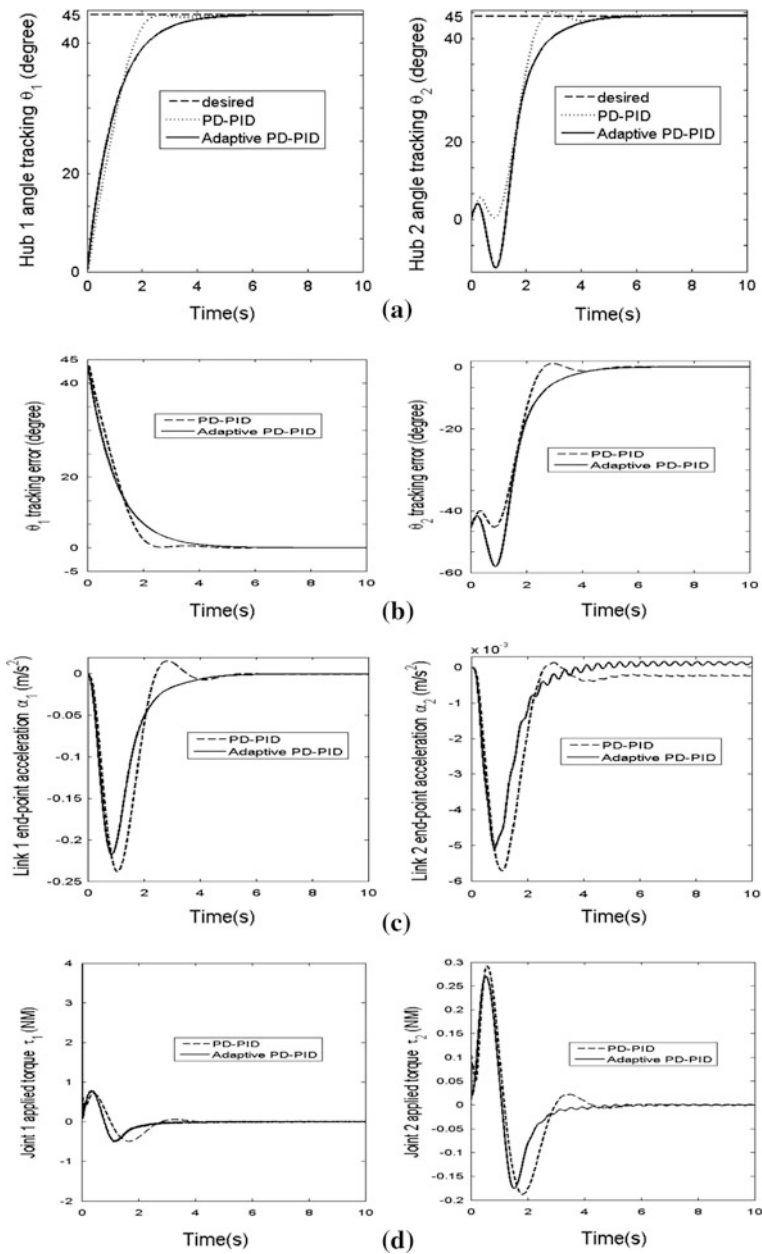 Hub 1 angle tracking θ1 (degree)
45
40
20
0
desired
PD-PID
Adaptive PD-PID
0 2 4 6 8 10
Time(s)
Hub 2 angle tracking θ2 (degree)
45
40
20
0
desired
PD-PID
Adaptive PD-PID
0 2 4 6 8 10
Time(s)
(a)
θ1 tracking error (degree)
45
40
20
0
-5
PD-PID
Adaptive PD-PID
0 2 4 6 8 10
Time(s)
θ2 tracking error (degree)
0
-20
-40
-60
PD-PID
Adaptive PD-PID
0 2 4 6 8 10
Time(s)
(b)
Link 1 end-point acceleration α1 (m/s²)
0
-0.05
-0.1
-0.15
-0.2
-0.25
PD-PID
Adaptive PD-PID
0 2 4 6 8 10
Time(s)
Link 2 end-point acceleration α2 (m/s²)
× 10⁻³
0
-1
-2
-3
-4
-5
-6
PD-PID
Adaptive PD-PID
0 2 4 6 8 10
Time(s)
(c)
Joint 1 applied torque τ1 (NM)
4
3
2
1
0
-1
-2
PD-PID
Adaptive PD-PID
0 2 4 6 8 10
Time(s)
Joint 2 applied torque τ2 (NM)
0.3
0.25
0.2
0.15
0.1
0.05
0
-0.05
-0.1
-0.15
-0.2
PD-PID
Adaptive PD-PID
0 2 4 6 8 10
Time(s)
(d)